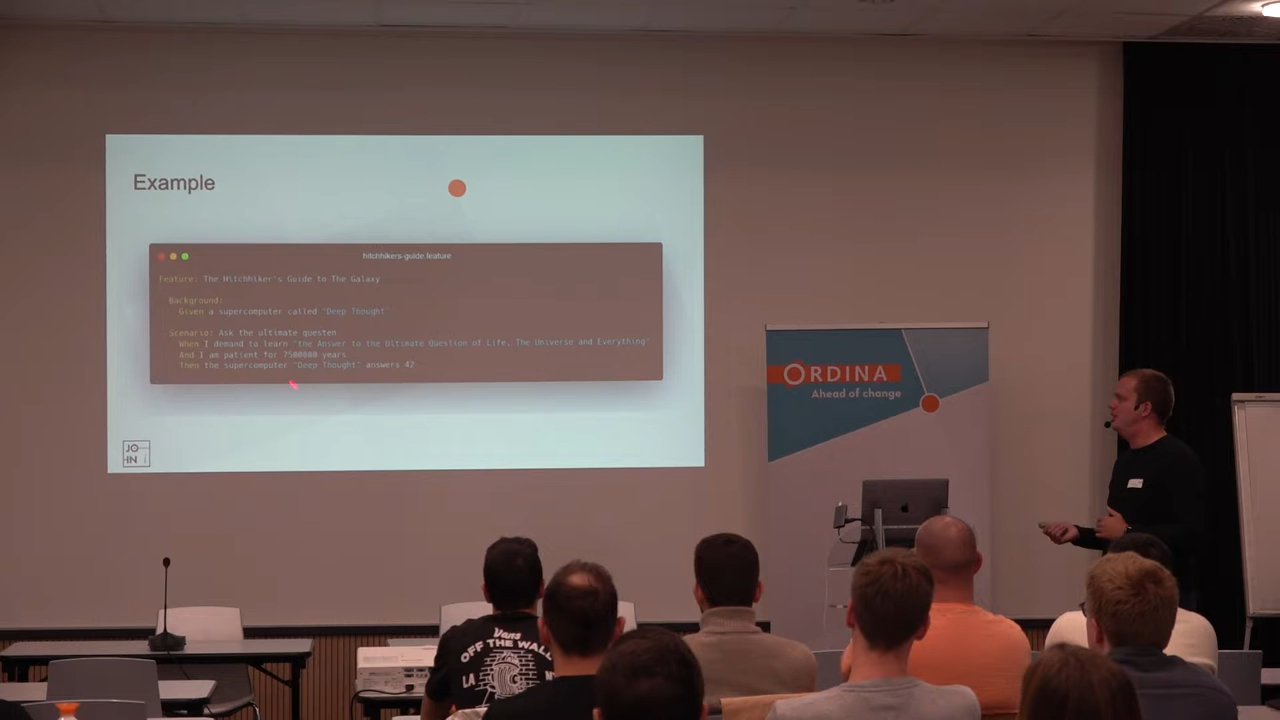 Example
hitchhikers-guide.feature
Feature: The Hitchhiker's Guide to The Galaxy
Background:
Given a supercomputer called "Deep Thought"
Scenario: Ask the ultimate questen
When I demand to learn "the Answer to the Ultimate Question of Life, The Universe and Everything"
And I am patient for 7500000 years
Then the supercomputer "Deep Thought" answers 42
JO
IN
ORDINA
Ahead of change
Vans
OFF THE WALL
LA